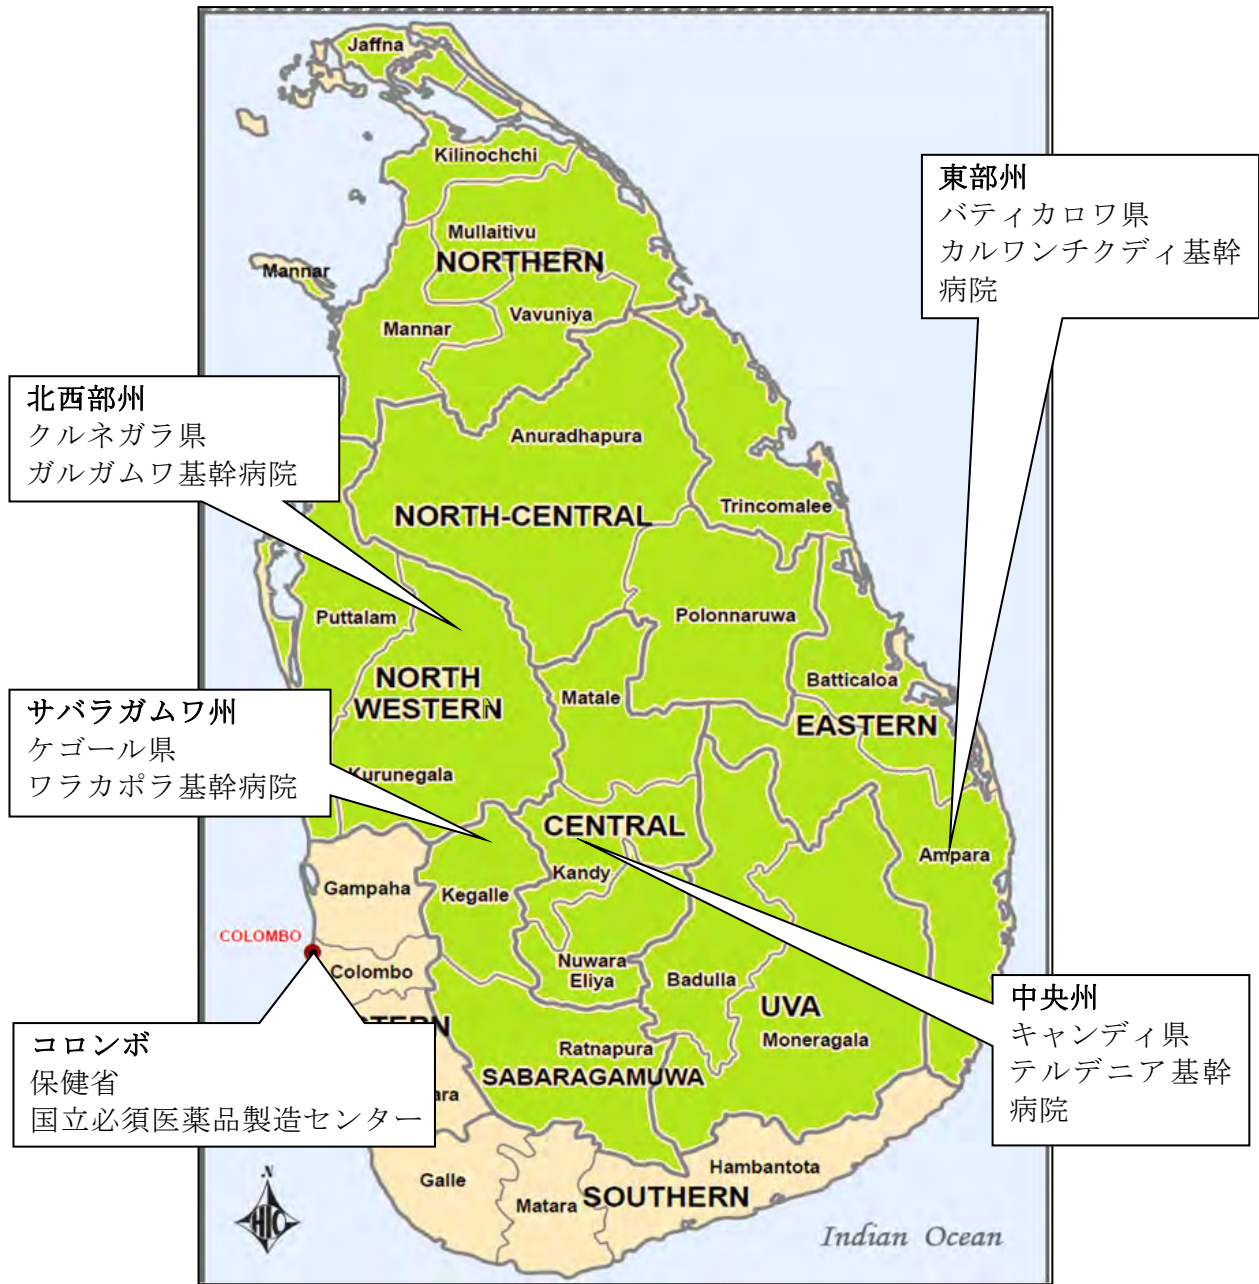 Jaffna
Kilinochchi
東部州
バティカロワ県
カルワンチクディ基幹
病院
Mullaitivu
NORTHERN
Mannar
Vavuniya
Mannar
北西部州
クルネガラ県
ガルガムワ基幹病院
Anuradhapura
NORTH-CENTRAL
Trincomalee
Puttalam
Polonnaruwa
NORTH
WESTERN
Matale
Batticaloa
EASTERN
サバラガムワ州
ケゴール県
ワラカポラ基幹病院
Kurunegala
CENTRAL
Ampara
Kandy
Gampaha
Kegalle
COLOMBO
Colombo
Nuwara
Eliya
Badulla
UVA
Moneragala
中央州
キャンディ県
テルデニア基幹
病院
コロンボ
保健省
国立必須医薬品製造センター
Ratnapura
SABARAGAMUWA
Galle
Matara
SOUTHERN
Hambantota
N
HIC
Indian Ocean